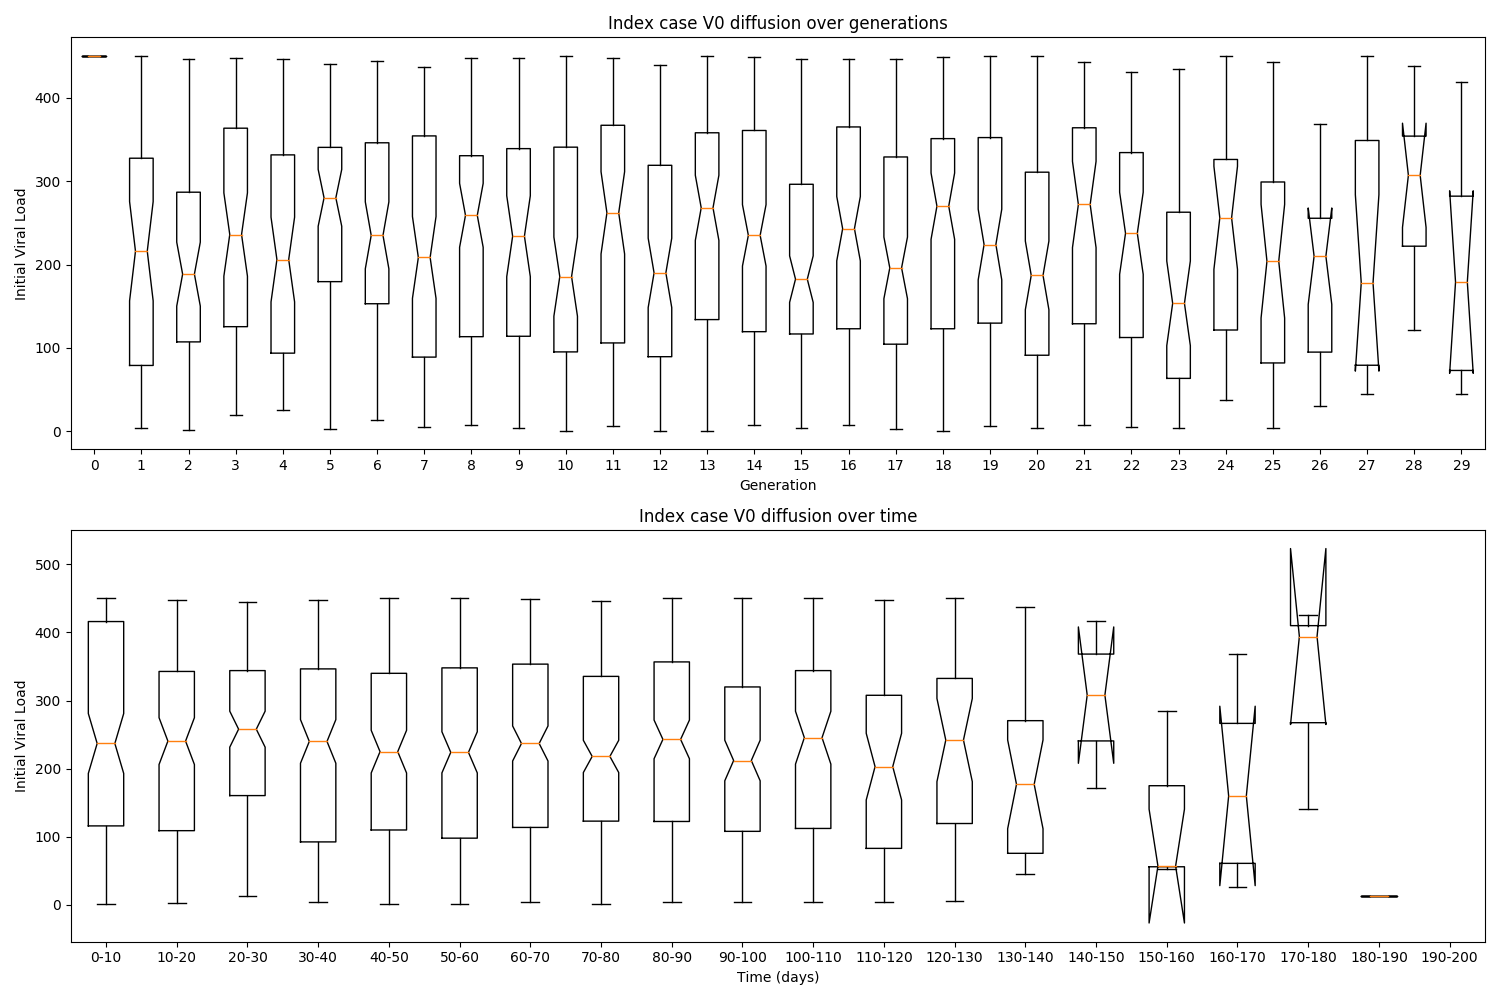 Index case V0 diffusion over generations
Initial Viral Load
400
300
200
100
0
0 1 2 3 4 5 6 7 8 9 10 11 12 13 14 15 16 17 18 19 20 21 22 23 24 25 26 27 28 29
Generation
Index case V0 diffusion over time
Initial Viral Load
500
400
300
200
100
0
0-10 10-20 20-30 30-40 40-50 50-60 60-70 70-80 80-90 90-100 100-110 110-120 120-130 130-140 140-150 150-160 160-170 170-180 180-190 190-200
Time (days)